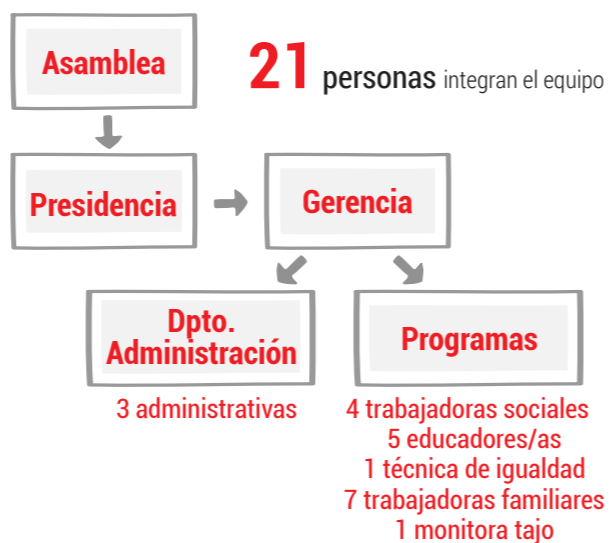 Asamblea
21 personas integran el equipo
Presidencia
Gerencia
Dpto.
Administración
Programas
3 administrativas
4 trabajadoras sociales
5 educadores/as
1 técnica de igualdad
7 trabajadoras familiares
1 monitora tajo